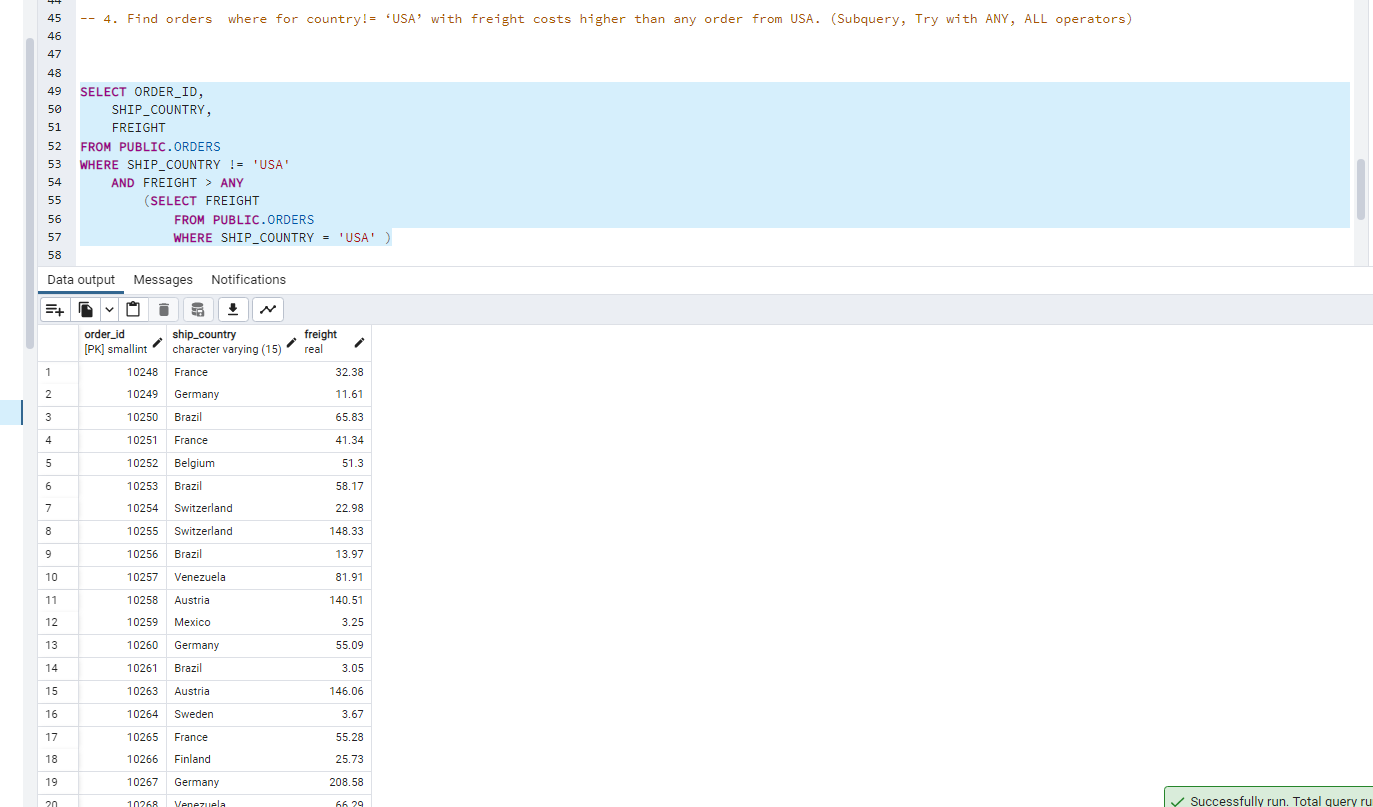 44
45 -- 4. Find orders  where for country!= ‘USA’ with freight costs higher than any order from USA. (Subquery, Try with ANY, ALL operators)
46
47
48
49 SELECT ORDER_ID,
50     SHIP_COUNTRY,
51     FREIGHT
52 FROM PUBLIC.ORDERS
53 WHERE SHIP_COUNTRY != 'USA'
54     AND FREIGHT > ANY
55         (SELECT FREIGHT
56             FROM PUBLIC.ORDERS
57             WHERE SHIP_COUNTRY = 'USA' )
58
Data output Messages Notifications
order_id ship_country freight
[PK] smallint character varying (15) real
1 10248 France 32.38
2 10249 Germany 11.61
3 10250 Brazil 65.83
4 10251 France 41.34
5 10252 Belgium 51.3
6 10253 Brazil 58.17
7 10254 Switzerland 22.98
8 10255 Switzerland 148.33
9 10256 Brazil 13.97
10 10257 Venezuela 81.91
11 10258 Austria 140.51
12 10259 Mexico 3.25
13 10260 Germany 55.09
14 10261 Brazil 3.05
15 10263 Austria 146.06
16 10264 Sweden 3.67
17 10265 France 55.28
18 10266 Finland 25.73
19 10267 Germany 208.58
20 10268 Venezuela 66.29
Successfully run. Total query ru